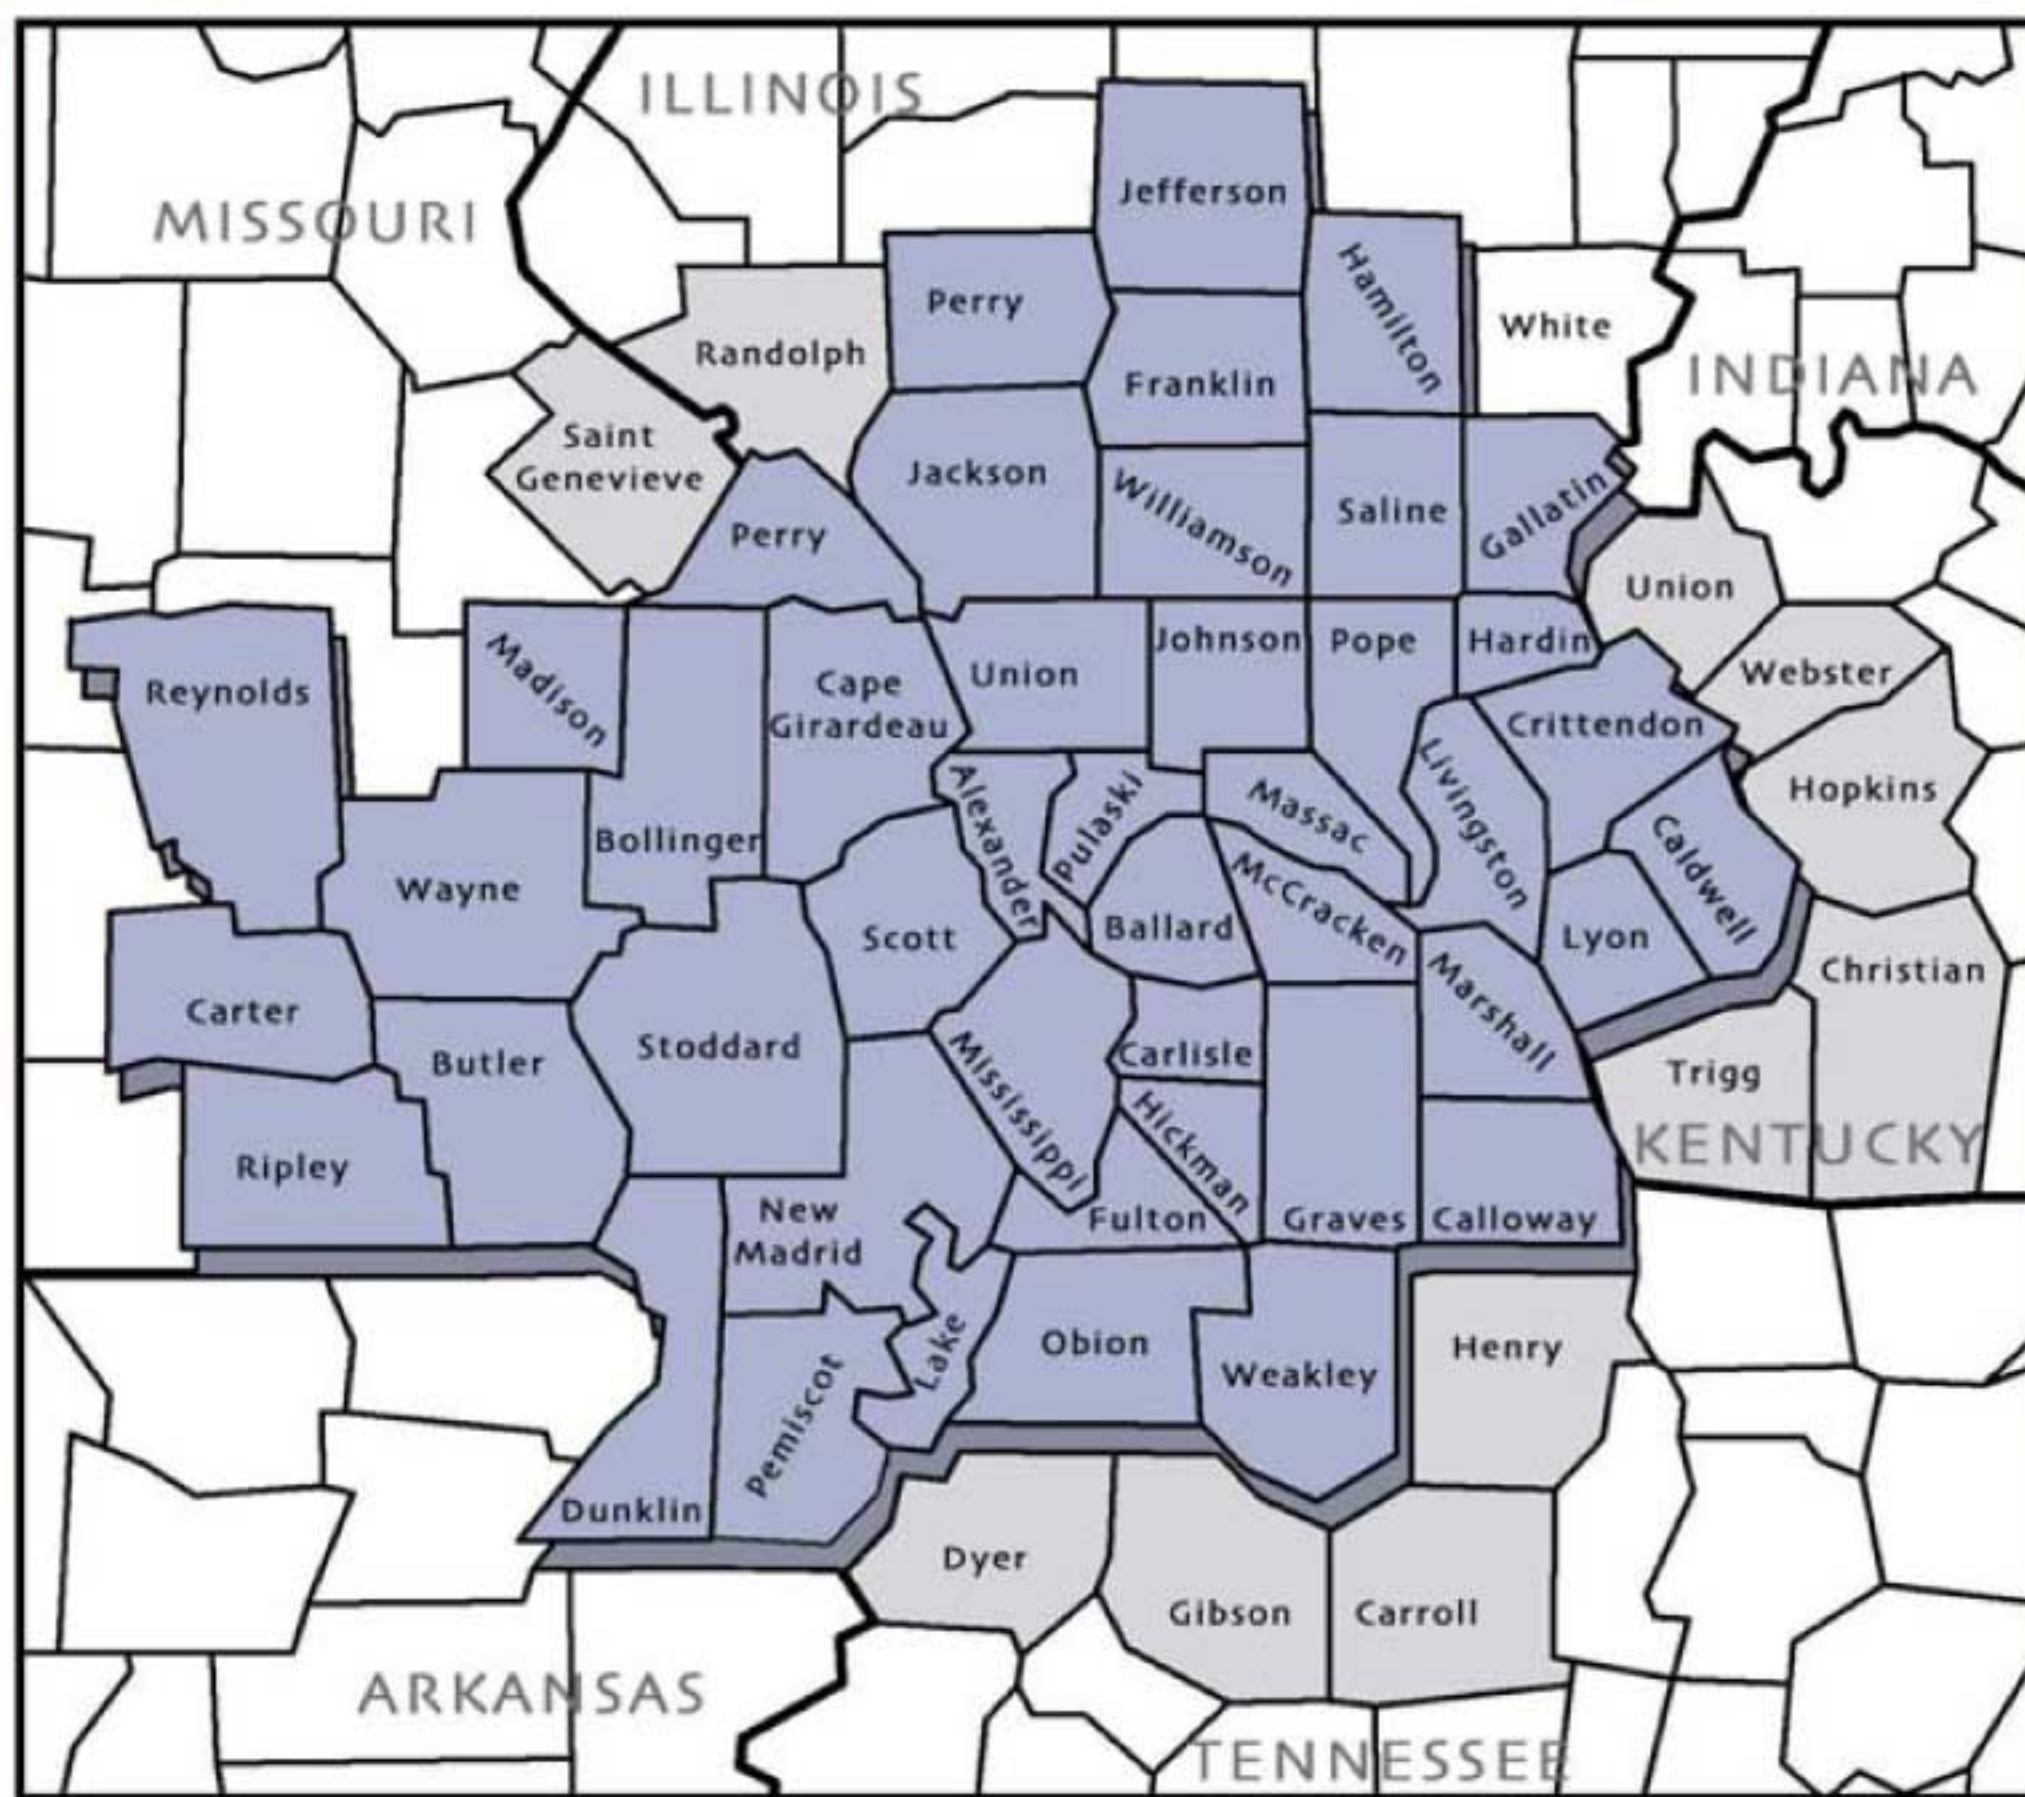 ILLINOIS
Jefferson
MISSOURI
Perry
Hamilton
White
Randolph
INDIANA
Franklin
Saint
Genevieve
Jackson
Williamson
Saline
Gallatin
Perry
Union
Madison
Johnson
Pope
Hardin
Reynolds
Cape
Girardeau
Union
Webster
Crittendon
Livingston
Hopkins
Alexander
Pulaski
Massac
Bollinger
Caldwell
Wayne
McCracken
Scott
Ballard
Lyon
Christian
Carter
Marshall
Stoddard
Butler
Mississippi
Carlisle
Trigg
KENTUCKY
Ripley
Hickman
New
Madrid
Fulton
Graves
Calloway
Lake
Obion
Henry
Weakley
Pemiscot
Dunklin
Dyer
Gibson
Carroll
ARKANSAS
TENNESSEE